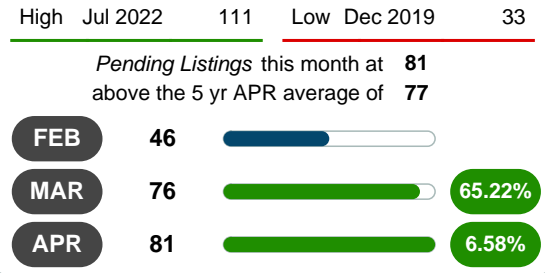 High Jul 2022 111 Low Dec 2019 33
Pending Listings this month at 81
above the 5 yr APR average of 77
FEB 46
MAR 76 65.22%
APR 81 6.58%